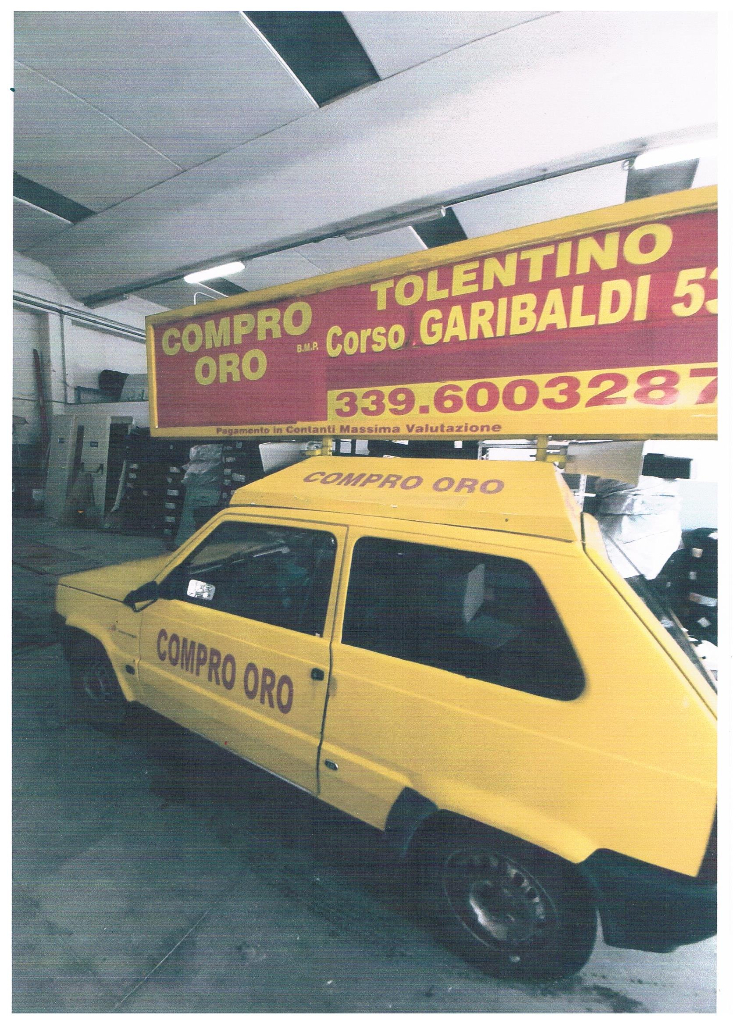 COMPRO
ORO
B.M.P.
TOLENTINO
Corso GARIBALDI 53
339.6003287
Pagamento in Contanti Massima Valutazione
COMPRO ORO
COMPRO ORO